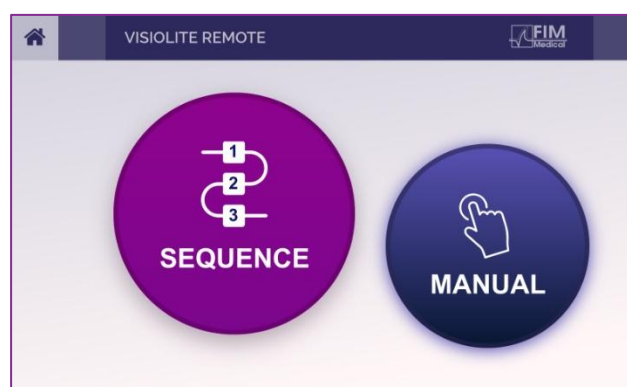 VISIOLITE REMOTE
FIM
Medical
1
2
3
SEQUENCE
MANUAL